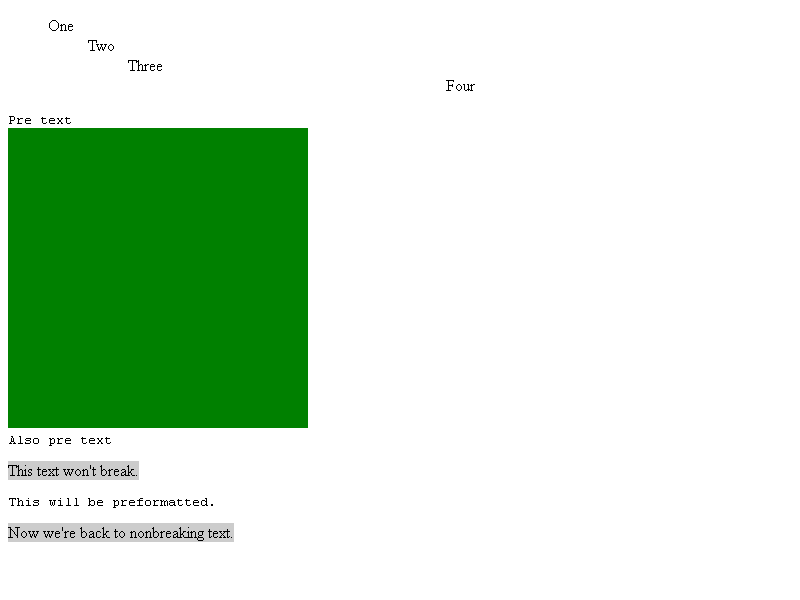 One
Two
Three
Four
Pre text
Also pre text
This text won't break.
This will be preformatted.
Now we're back to nonbreaking text.